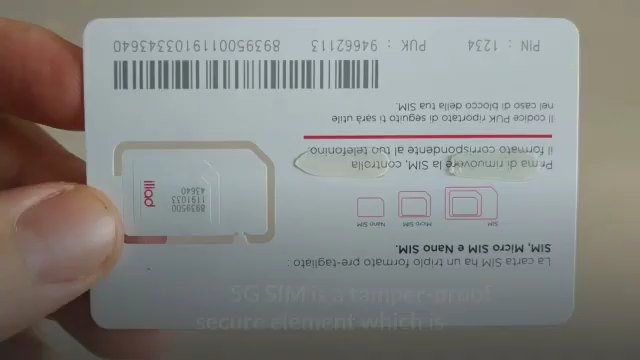 La carta SIM ha un triplo formato pre-tagliato:
SIM, Micro SIM e Nano SIM.
SIM Micro SIM Nano SIM
Prima di rimuovere la SIM, controlla
il formato corrispondente al tuo telefonino
Il codice PUK riportato di seguito ti sarà utile
nel caso di blocco della tua SIM.
PIN : 1234 PUK : 94662113 89395000119103343640
iliad
8939500
1191033
43640
5G SIM is a tamper-proof
secure element which is